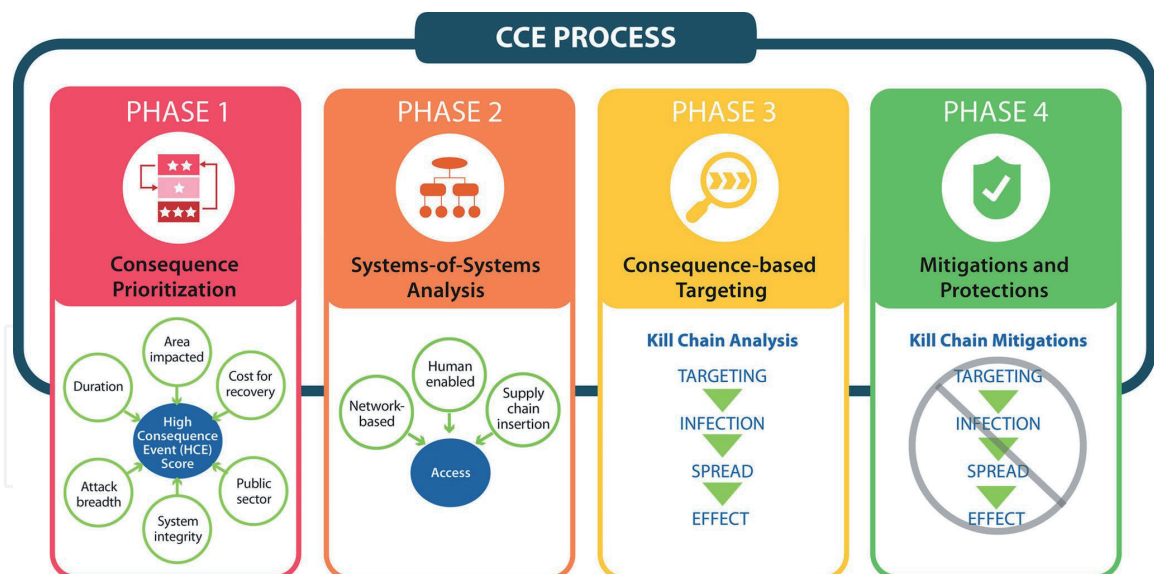 CCE PROCESS
PHASE 1
Consequence
Prioritization
Area
impacted
Duration
Cost for
recovery
High
Consequence
Event (HCE)
Score
Attack
breadth
Public
sector
System
integrity
PHASE 2
Systems-of-Systems
Analysis
Human
enabled
Network-
based
Supply
chain
insertion
Access
PHASE 3
Consequence-based
Targeting
Kill Chain Analysis
TARGETING
INFECTION
SPREAD
EFFECT
PHASE 4
Mitigations and
Protections
Kill Chain Mitigations
TARGETING
INFECTION
SPREAD
EFFECT